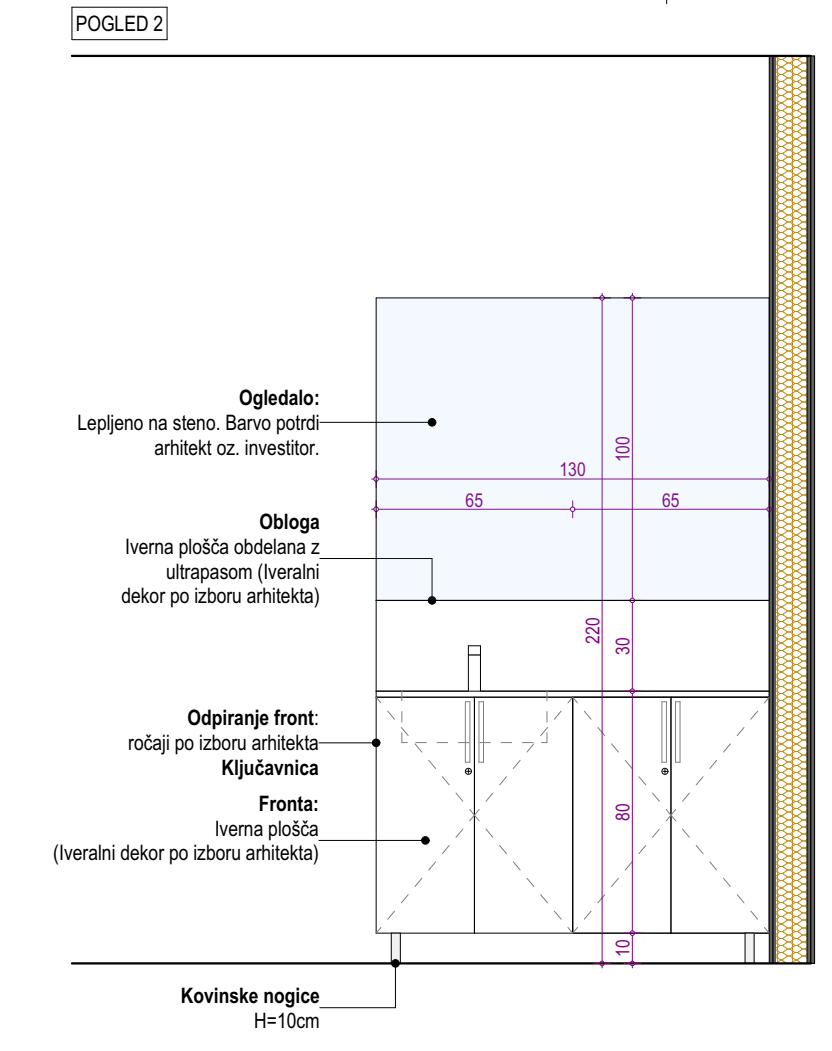 POGLED 2
Ogledalo:
Lepljeno na steno. Barvo potrdi
arhitekt oz. investitor.
100
130
65
65
Obloga
Iverna plošča obdelana z
ultrapasom (Iveralni
dekor po izboru arhitekta)
220
30
Odpiranje front:
ročaji po izboru arhitekta
Ključavnica
Fronta:
Iverna plošča
(Iveralni dekor po izboru arhitekta)
80
10
Kovinske nogice
H=10cm